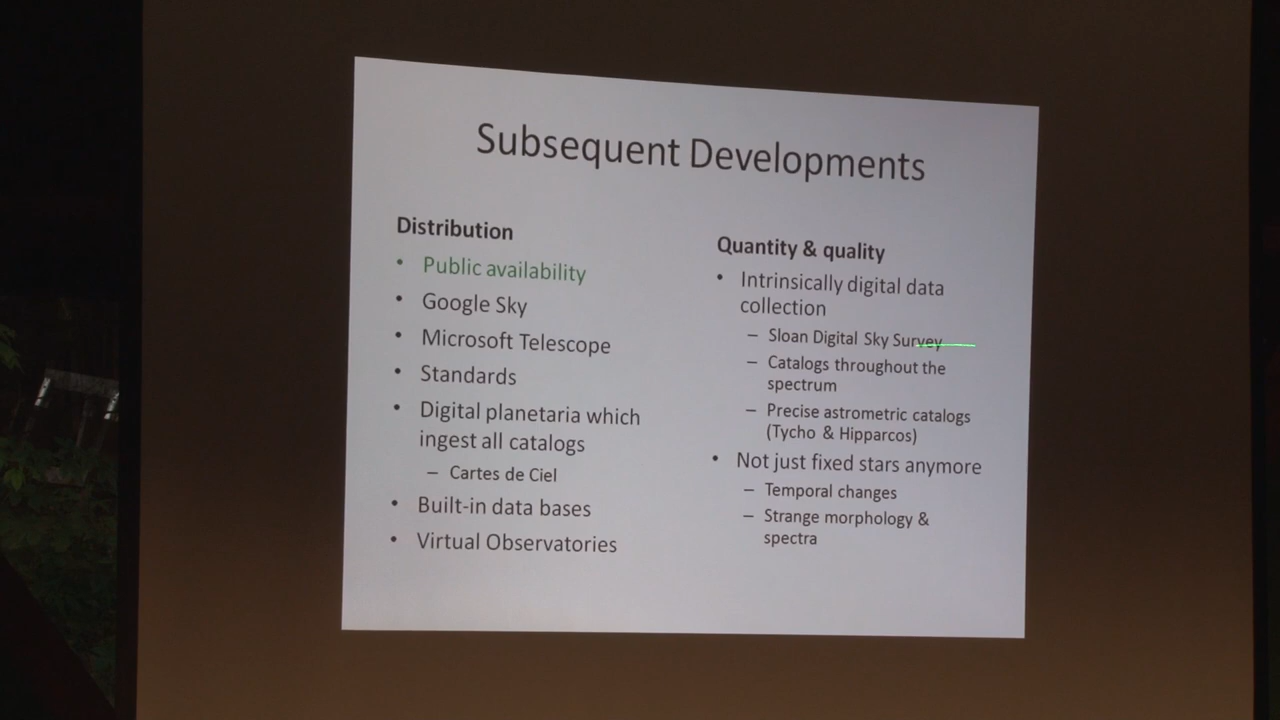 Subsequent Developments
Distribution
• Public availability
• Google Sky
• Microsoft Telescope
• Standards
• Digital planetaria which
ingest all catalogs
– Cartes de Ciel
• Built-in data bases
• Virtual Observatories
Quantity & quality
• Intrinsically digital data
collection
– Sloan Digital Sky Survey
– Catalogs throughout the
spectrum
– Precise astrometric catalogs
(Tycho & Hipparcos)
• Not just fixed stars anymore
– Temporal changes
– Strange morphology &
spectra